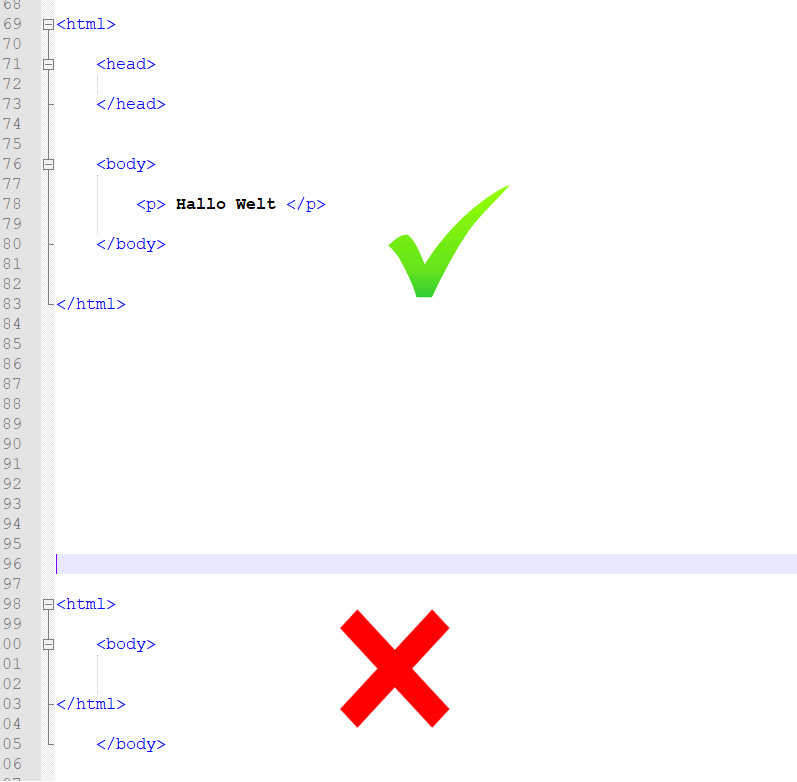 68
69 <html>
70
71 <head>
72
73 </head>
74
75
76 <body>
77
78 <p> Hallo Welt </p>
79
80 </body>
81
82
83 </html>
84
85
86
87
88
89
90
91
92
93
94
95
96
97
98 <html>
99
00 <body>
01
02
03 </html>
04
05 </body>
06